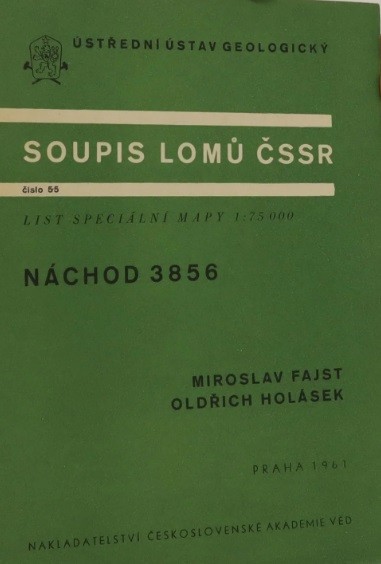 ÚSTŘEDNÍ ÚSTAV GEOLOGICKÝ
SOUPIS LOMŮ ČSSR
číslo 55
LIST SPECIÁLNÍ MAPY 1:75 000
NÁCHOD 3856
MIROSLAV FAJST
OLDŘICH HOLÁSEK
PRAHA 1961
NAKLADATELSTVÍ ČESKOSLOVENSKÉ AKADEMIE VĚD